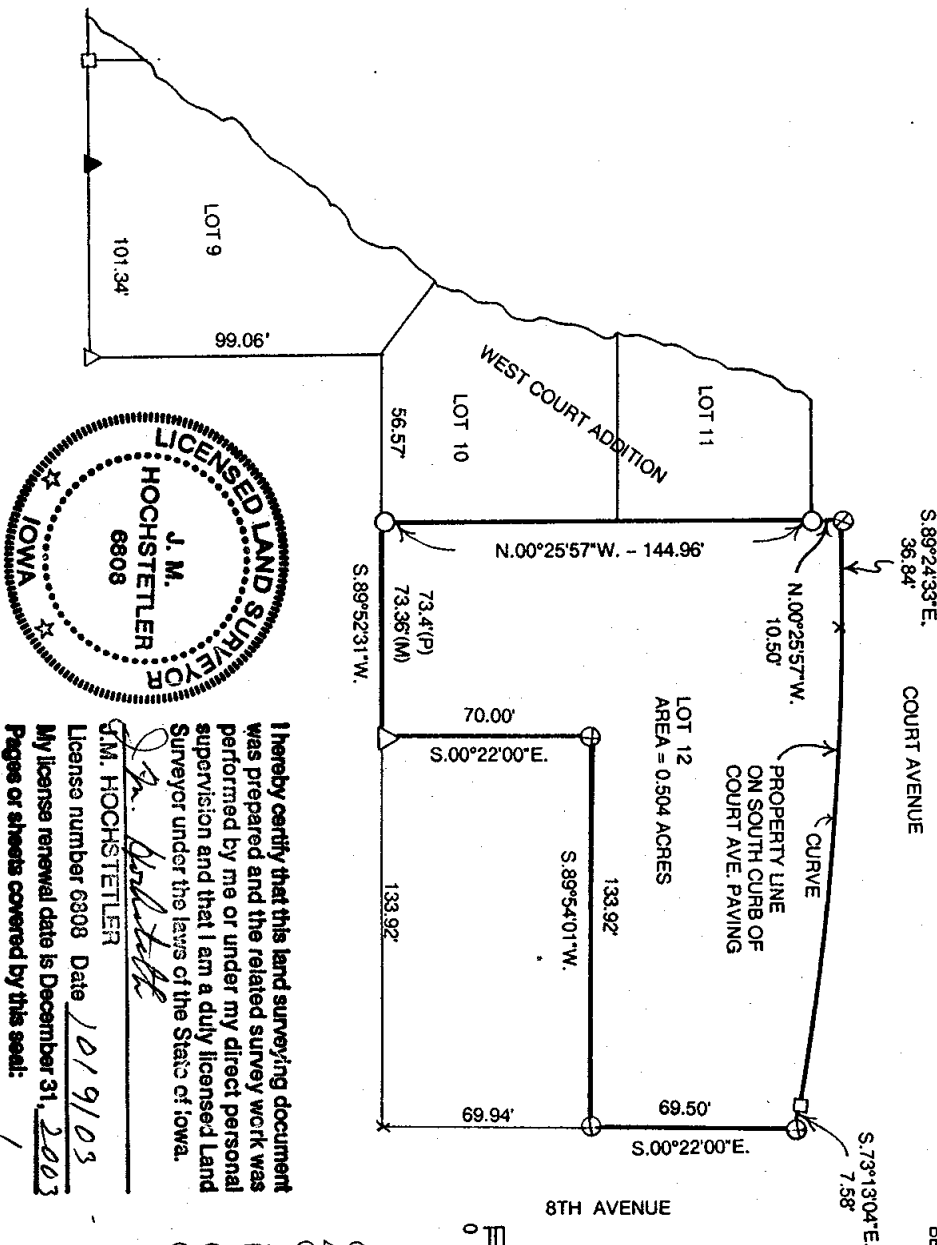 COURT AVENUE
S.89°24'33"E.
36.84'
N.00°25'57"W.
10.50'
PROPERTY LINE
ON SOUTH CURB OF
COURT AVE. PAVING
CURVE
S.73°13'04"E.
7.58'
LOT 12
AREA = 0.504 ACRES
N.00°25'57"W. – 144.96'
LOT 11
WEST COURT ADDITION
LOT 10
56.57'
LOT 9
99.06'
101.34'
73.4'(P)
73.36'(M)
S.89°52'31"W.
70.00'
S.00°22'00"E.
133.92'
S.89°54'01"W.
133.92'
69.94'
69.50'
S.00°22'00"E.
8TH AVENUE
LICENSED LAND SURVEYOR
J. M.
HOCHSTETLER
6808
IOWA
I hereby certify that this land surveying document
was prepared and the related survey work was
performed by me or under my direct personal
supervision and that I am a duly licensed Land
Surveyor under the laws of the State of Iowa.
J.M. HOCHSTETLER
License number 6808 Date 10/9/03
My license renewal date is December 31, 2003
Pages or sheets covered by this seal:
1